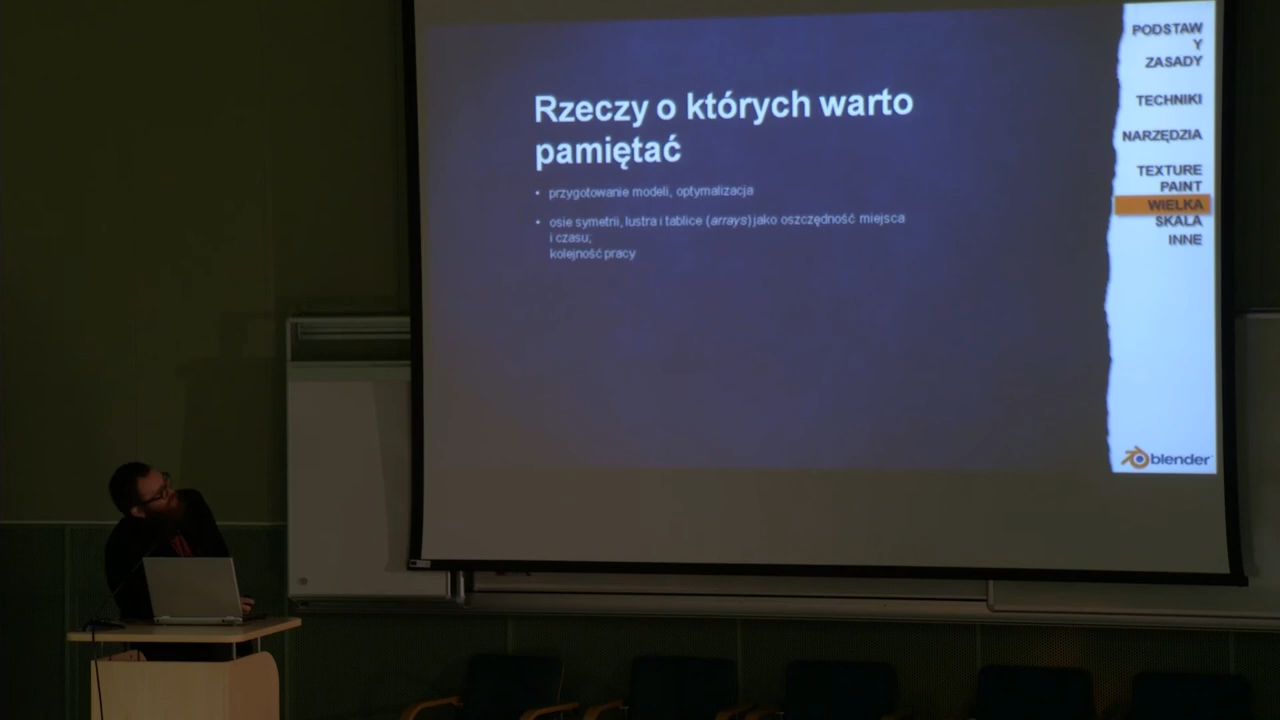 Rzeczy o których warto
pamiętać
• przygotowanie modeli, optymalizacja
• osie symetrii, lustra i tablice (arrays) jako oszczędność miejsca
i czasu;
kolejność pracy
PODSTAW
Y
ZASADY
TECHNIKI
NARZĘDZIA
TEXTURE
PAINT
WIELKA
SKALA
INNE
blender